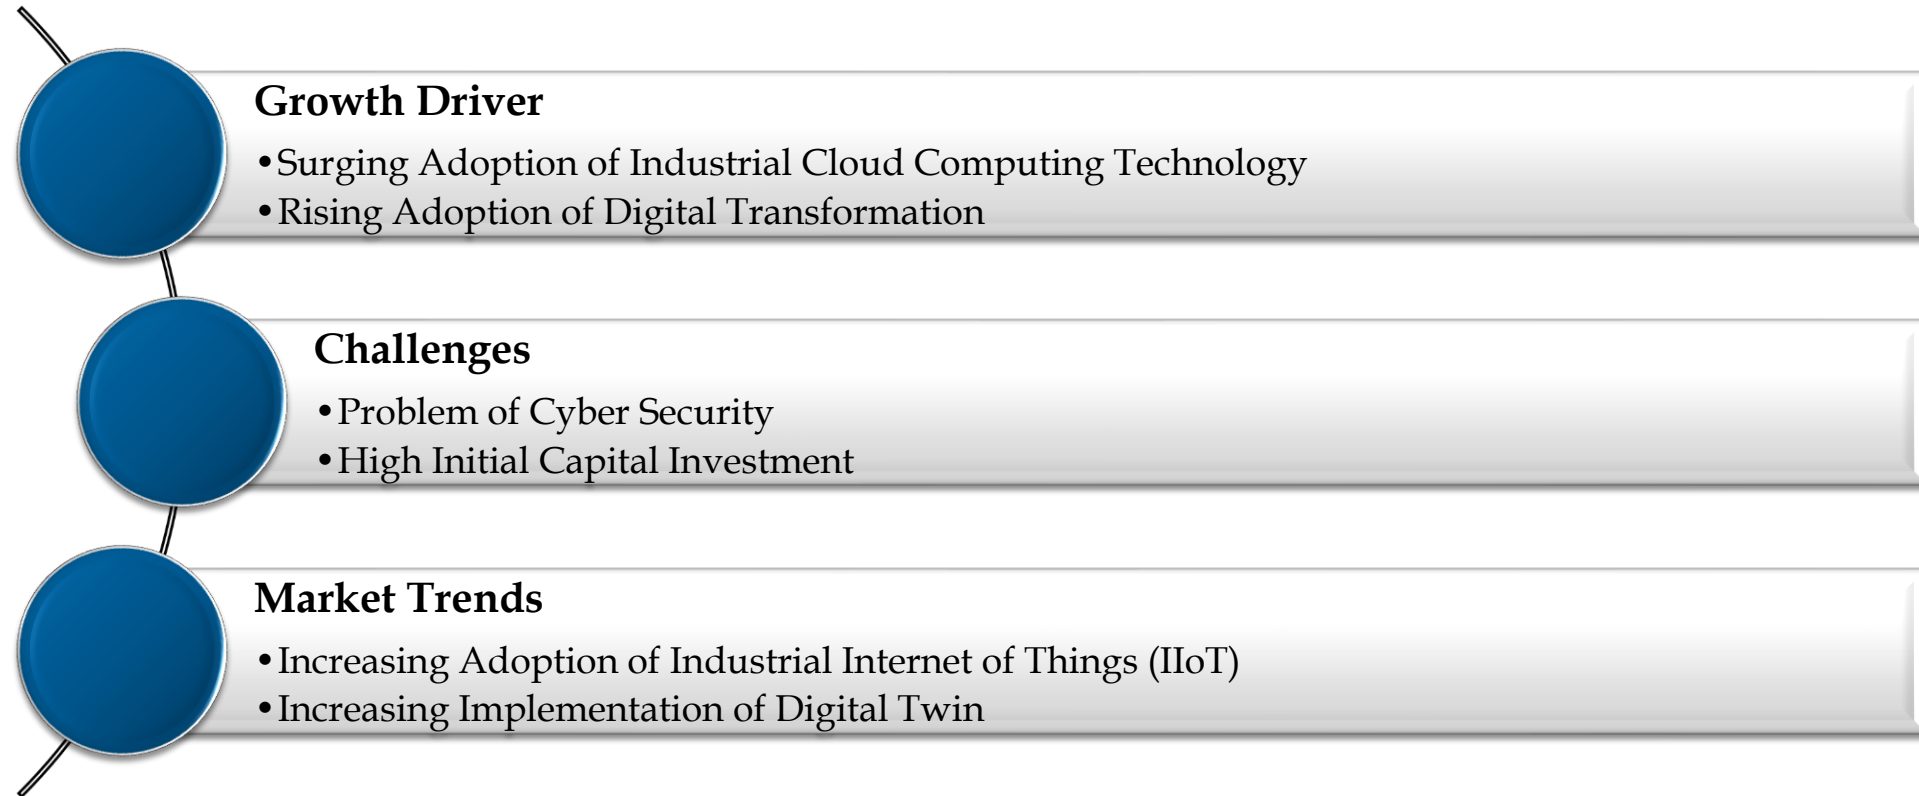 Growth Driver
•Surging Adoption of Industrial Cloud Computing Technology
•Rising Adoption of Digital Transformation
Challenges
•Problem of Cyber Security
•High Initial Capital Investment
Market Trends
•Increasing Adoption of Industrial Internet of Things (IIoT)
•Increasing Implementation of Digital Twin